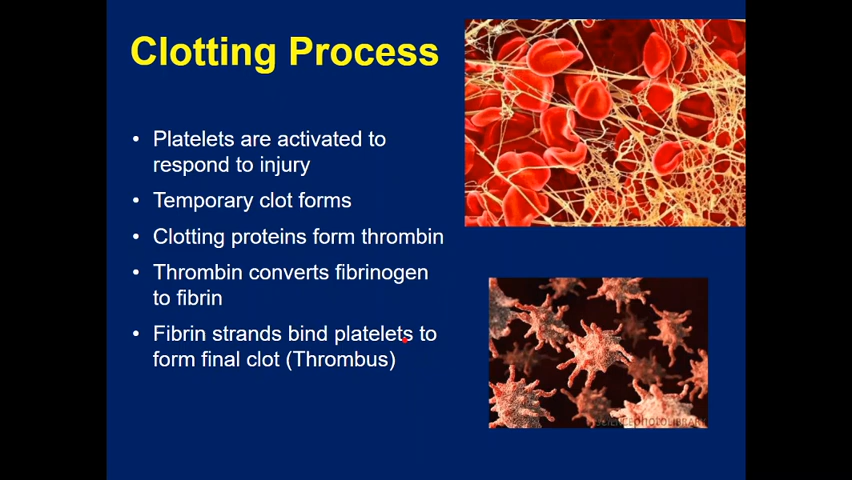 Clotting Process
• Platelets are activated to
respond to injury
• Temporary clot forms
• Clotting proteins form thrombin
• Thrombin converts fibrinogen
to fibrin
• Fibrin strands bind platelets to
form final clot (Thrombus)